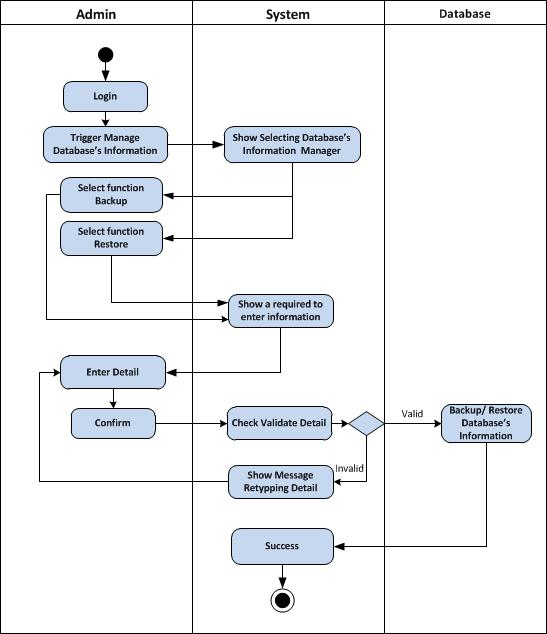 Admin
System
Database
Login
Trigger Manage
Database's Information
Show Selecting Database's
Information Manager
Select function
Backup
Select function
Restore
Show a required to
enter information
Enter Detail
Confirm
Check Validate Detail
Valid
Backup/ Restore
Database's
Information
Invalid
Show Message
Retypping Detail
Success